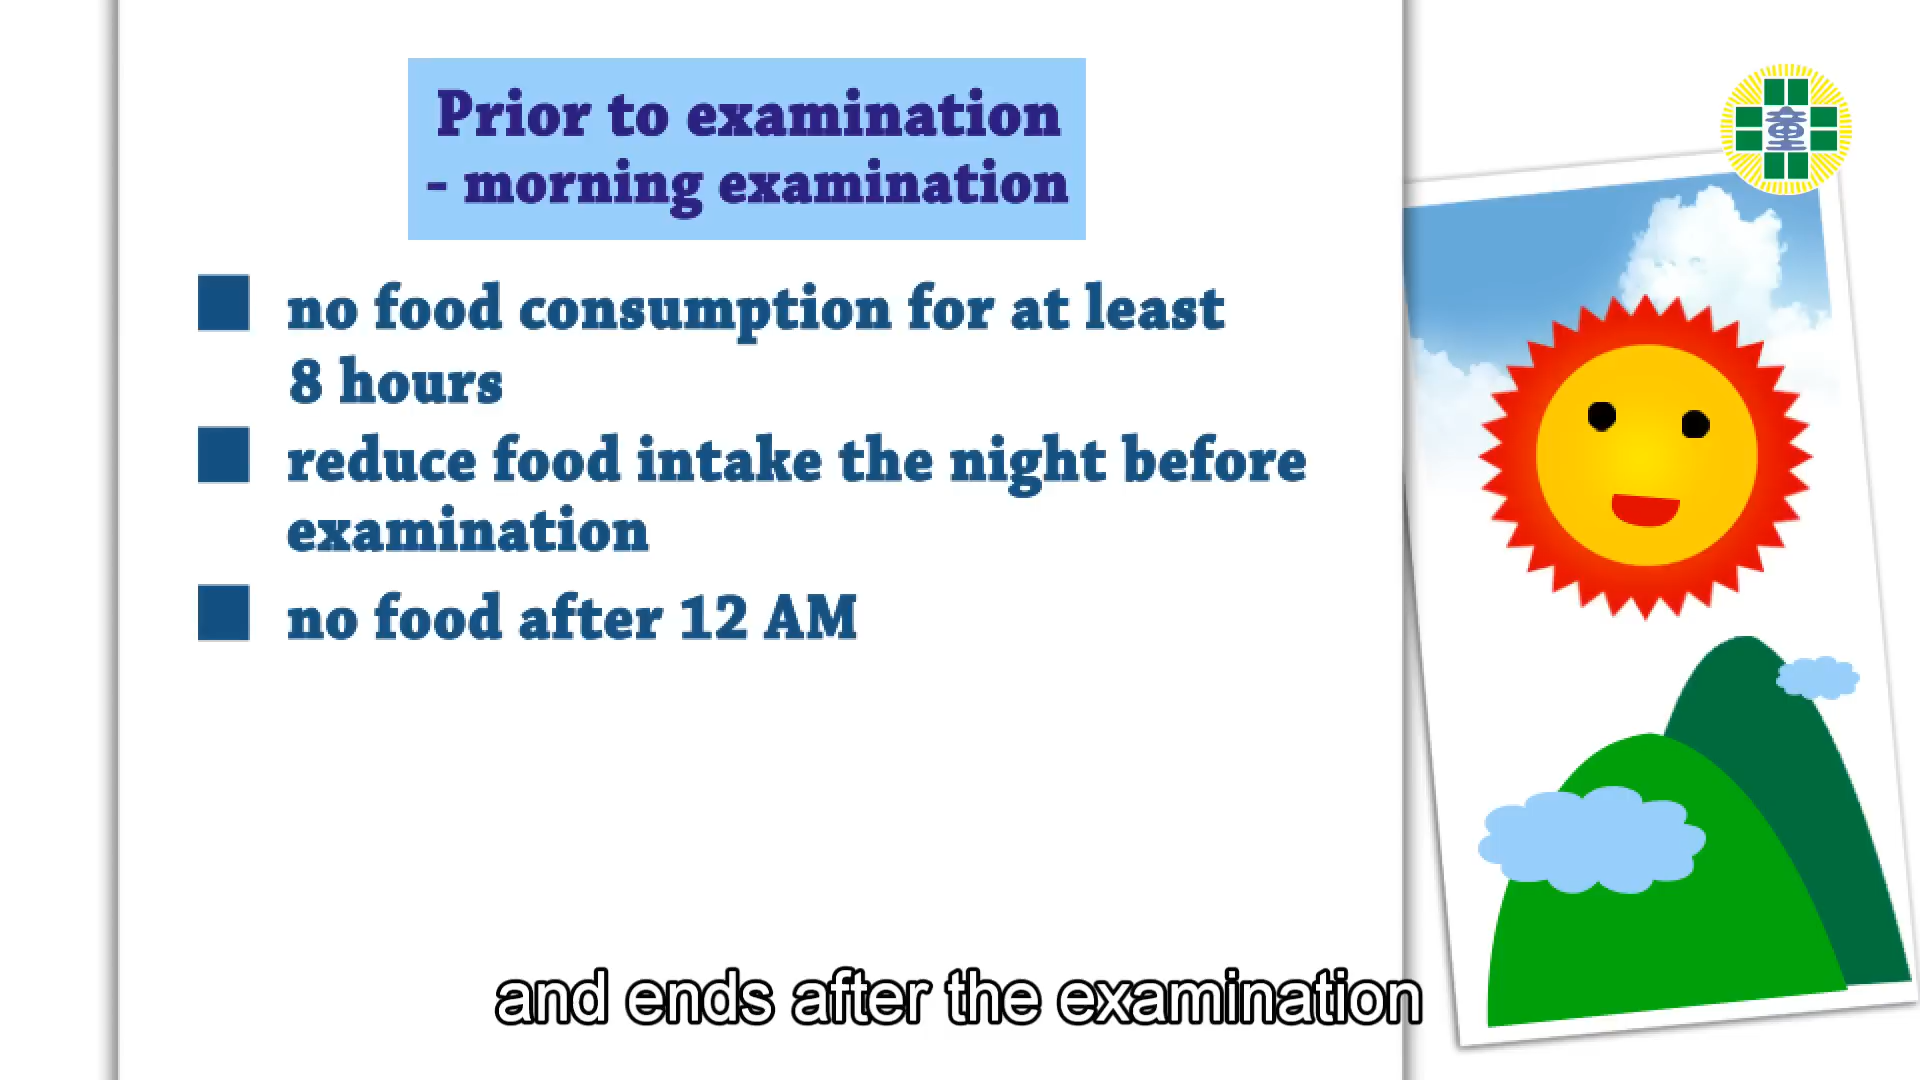 Prior to examination
- morning examination
no food consumption for at least
8 hours
reduce food intake the night before
examination
no food after 12 AM
童
and ends after the examination